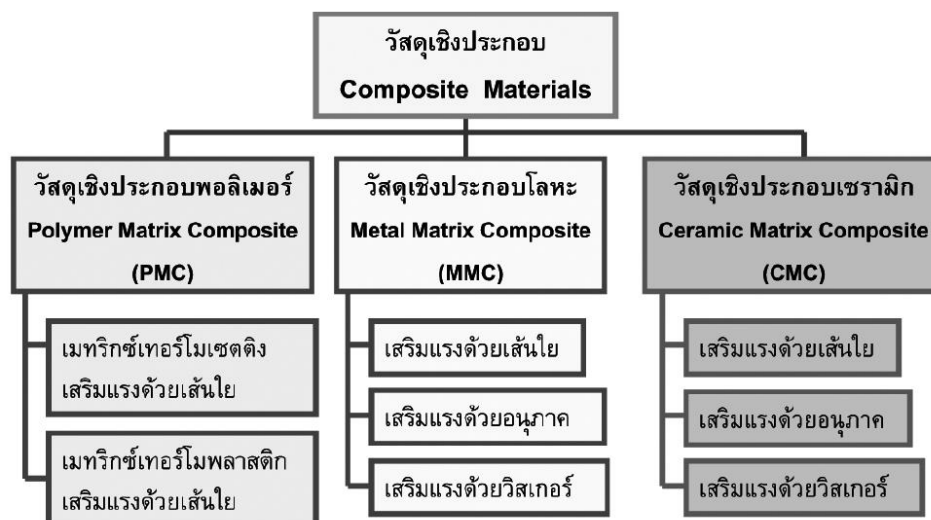 วัสดุเชิงประกอบ
Composite Materials
วัสดุเชิงประกอบพอลิเมอร์
Polymer Matrix Composite
(PMC)
เมทริกซ์เทอร์โมเซตติง
เสริมแรงด้วยเส้นใย
เมทริกซ์เทอร์โมพลาสติก
เสริมแรงด้วยเส้นใย
วัสดุเชิงประกอบโลหะ
Metal Matrix Composite
(MMC)
เสริมแรงด้วยเส้นใย
เสริมแรงด้วยอนุภาค
เสริมแรงด้วยวิสเกอร์
วัสดุเชิงประกอบเซรามิก
Ceramic Matrix Composite
(CMC)
เสริมแรงด้วยเส้นใย
เสริมแรงด้วยอนุภาค
เสริมแรงด้วยวิสเกอร์